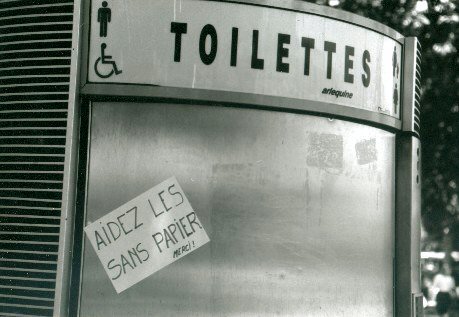 TOILETTES
arlequine
AIDEZ LES
SANS PAPIER
MERCI!